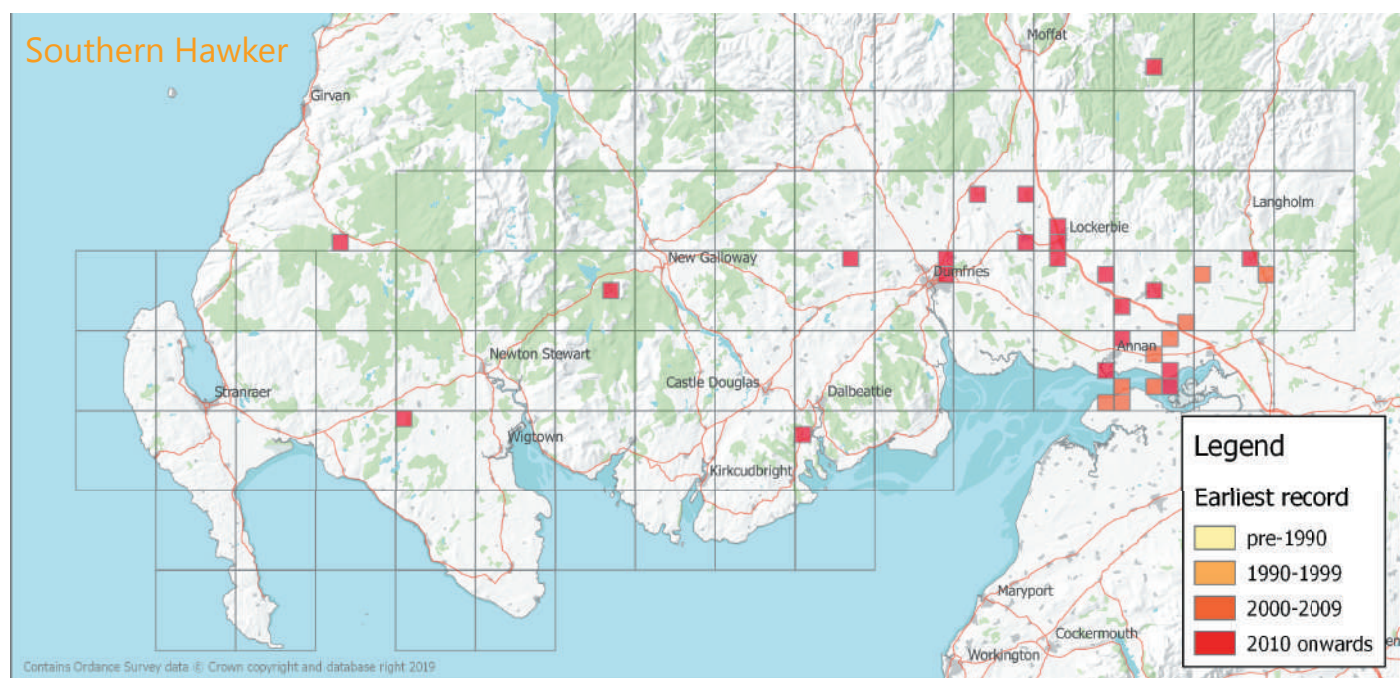 Southern Hawker
Moffat
Girvan
Langholm
Lockerbie
New Galloway
Dumfries
Annan
Newton Stewart
Castle Douglas
Dalbeattie
Stranraer
Wigtown
Kirkcudbright
Legend
Earliest record
pre-1990
1990-1999
2000-2009
2010 onwards
Maryport
Cockermouth
Workington
Contains Ordance Survey data © Crown copyright and database right 2019